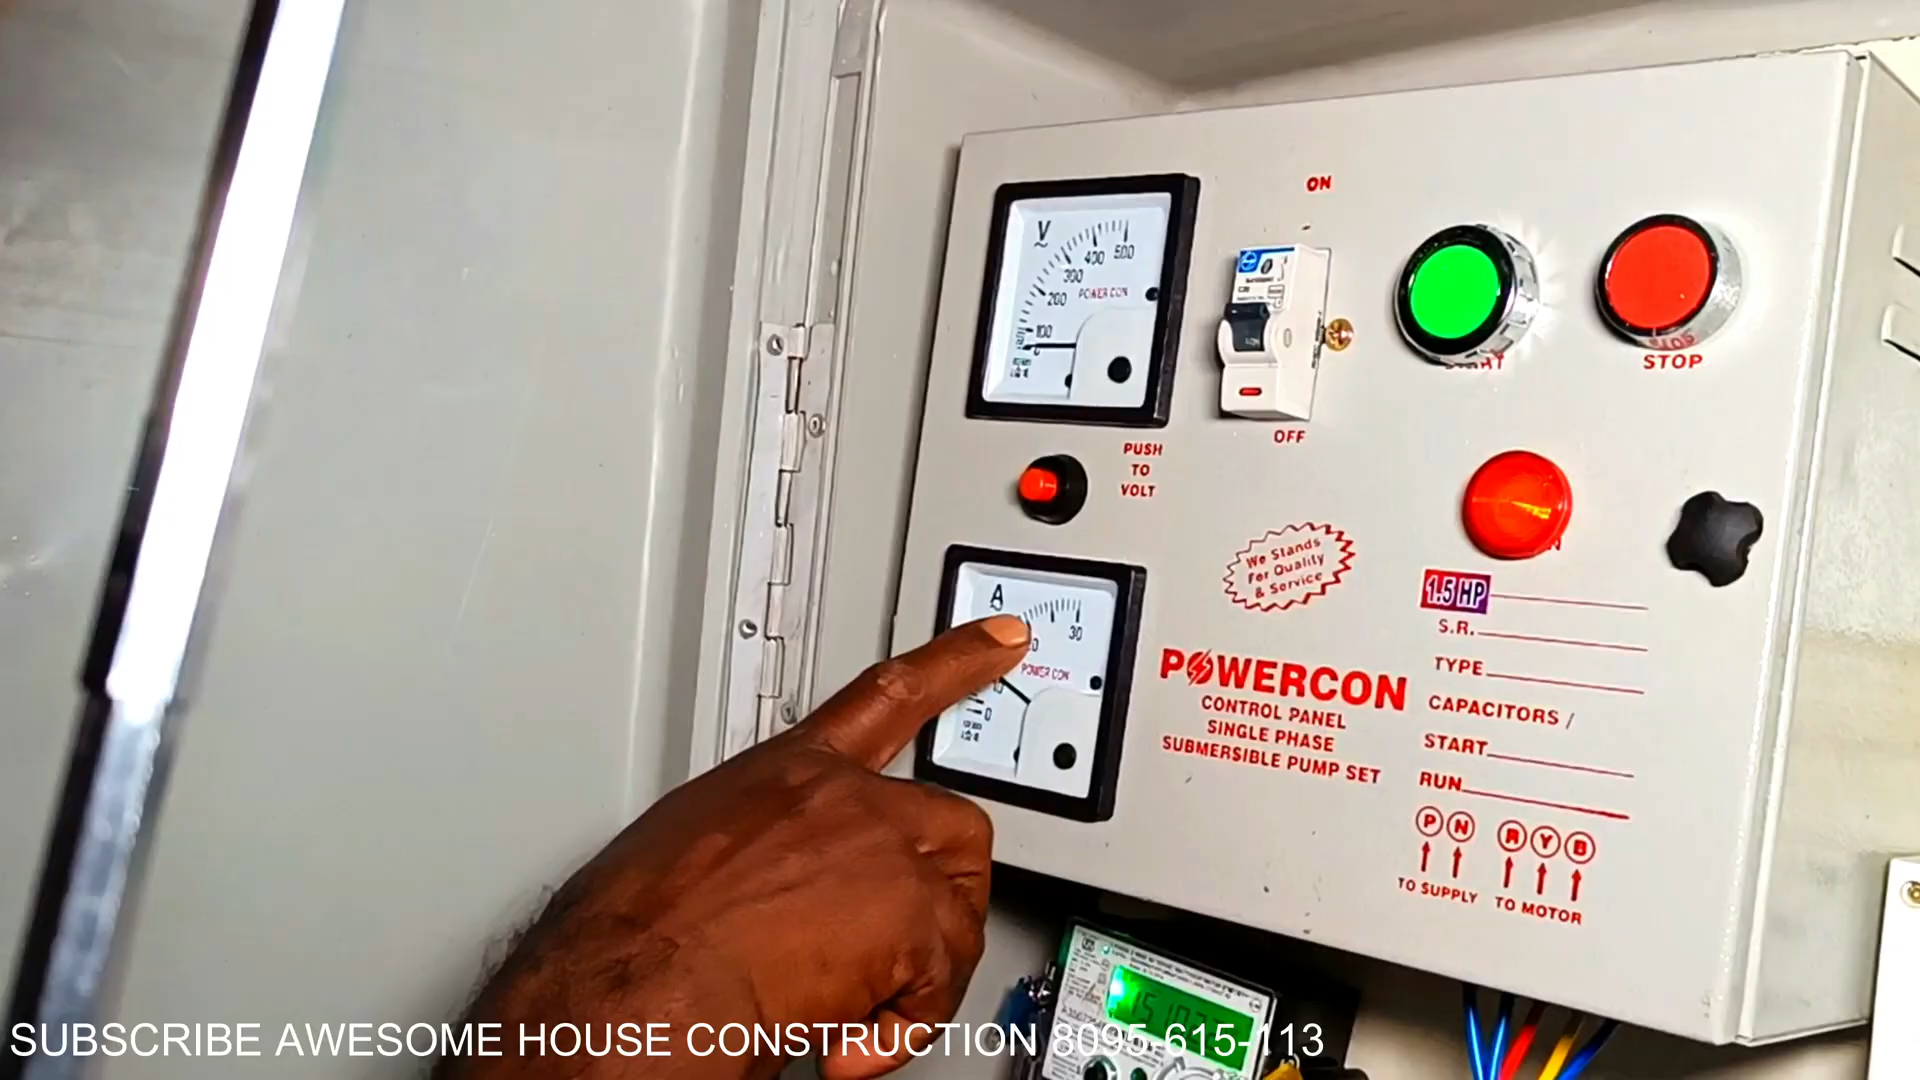 V
500
400
300
200
100
0
POWER CON
ON
OFF
START
STOP
PUSH
TO
VOLT
A
30
POWER CON
0
We Stands
For Quality
& Service
1.5 HP
S.R.
TYPE
CAPACITORS /
START
RUN
POWERCON
CONTROL PANEL
SINGLE PHASE
SUBMERSIBLE PUMP SET
P N R Y B
TO SUPPLY TO MOTOR
SUBSCRIBE AWESOME HOUSE CONSTRUCTION 8095-615-113